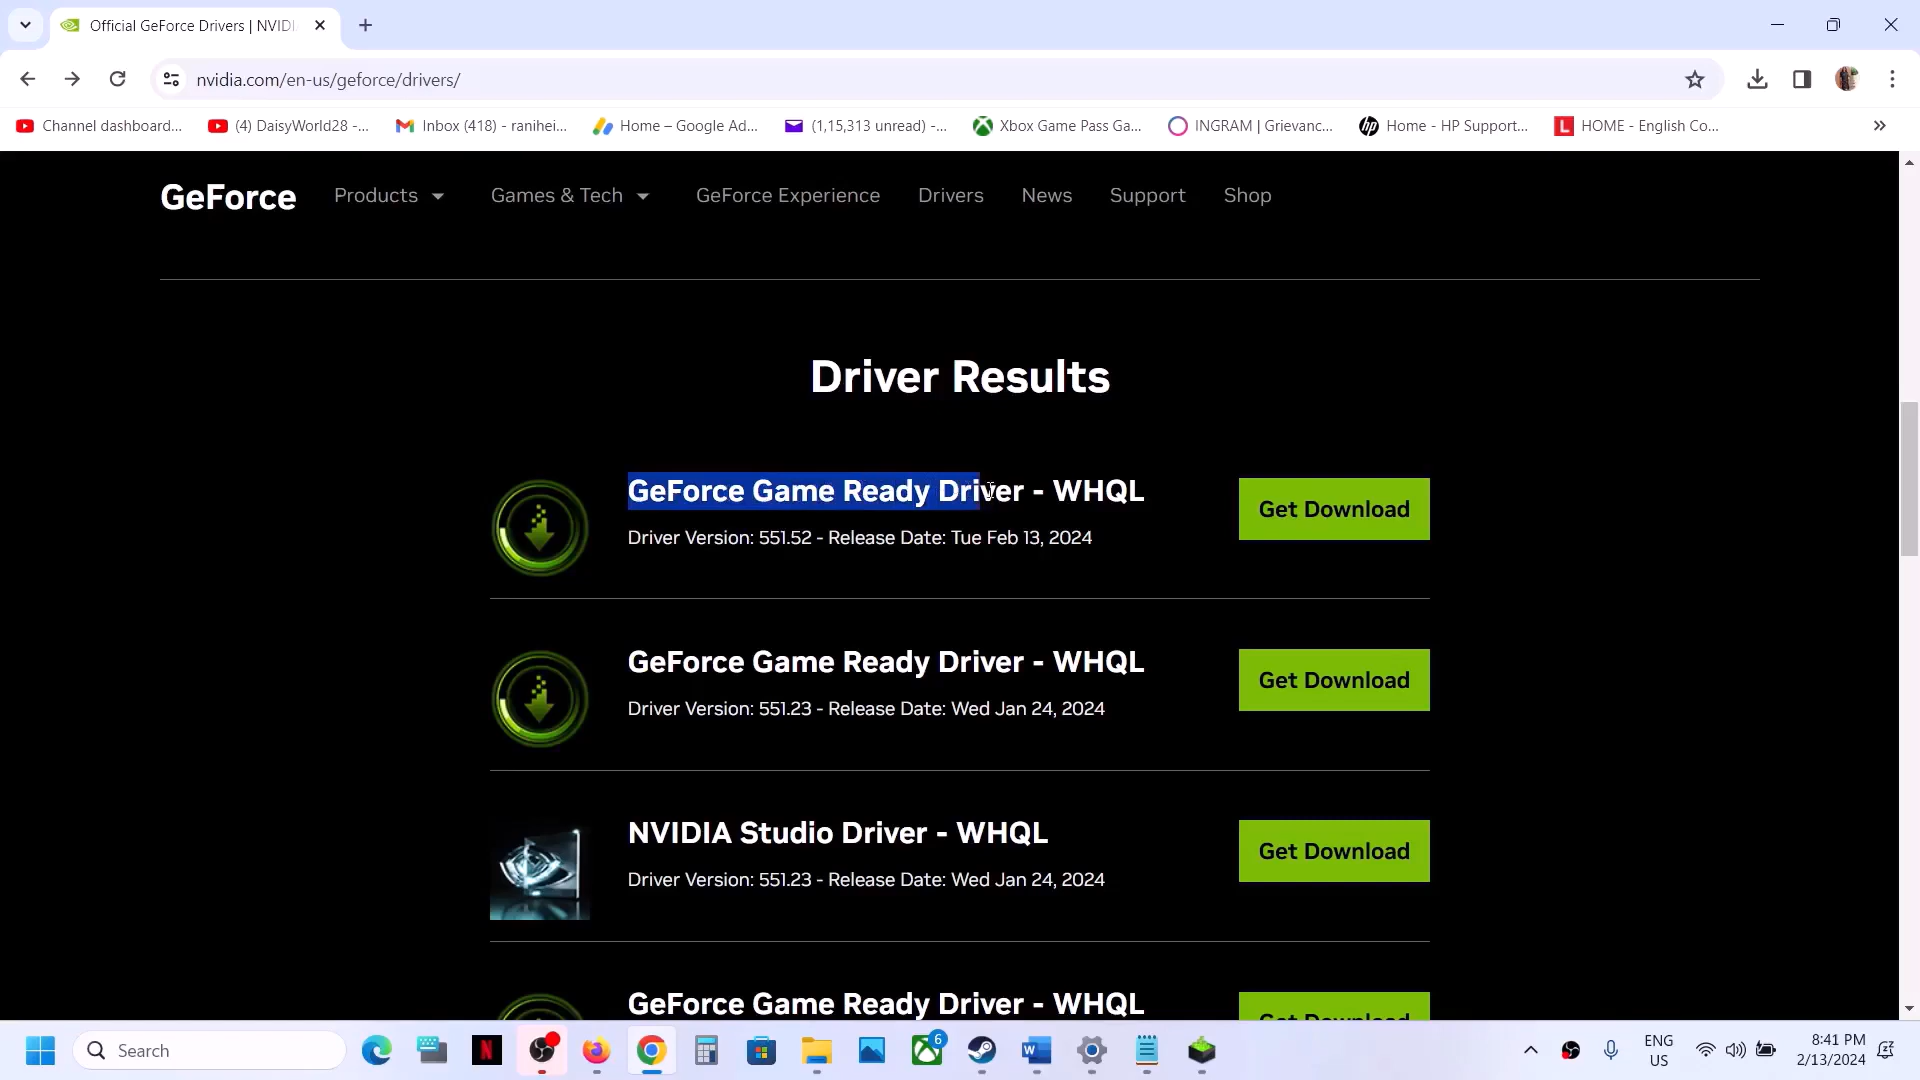 Official GeForce Drivers | NVIDI
nvidia.com/en-us/geforce/drivers/
Channel dashboard...
(4) DaisyWorld28 -...
Inbox (418) - ranihei...
Home – Google Ad...
(1,15,313 unread) -...
Xbox Game Pass Ga...
INGRAM | Grievanc...
Home - HP Support...
HOME - English Co...
GeForce
Products
Games & Tech
GeForce Experience
Drivers
News
Support
Shop
Driver Results
GeForce Game Ready Driver - WHQL
Driver Version: 551.52 - Release Date: Tue Feb 13, 2024
Get Download
GeForce Game Ready Driver - WHQL
Driver Version: 551.23 - Release Date: Wed Jan 24, 2024
Get Download
NVIDIA Studio Driver - WHQL
Driver Version: 551.23 - Release Date: Wed Jan 24, 2024
Get Download
GeForce Game Ready Driver - WHQL
Get Download
Search
6
ENG
US
8:41 PM
2/13/2024